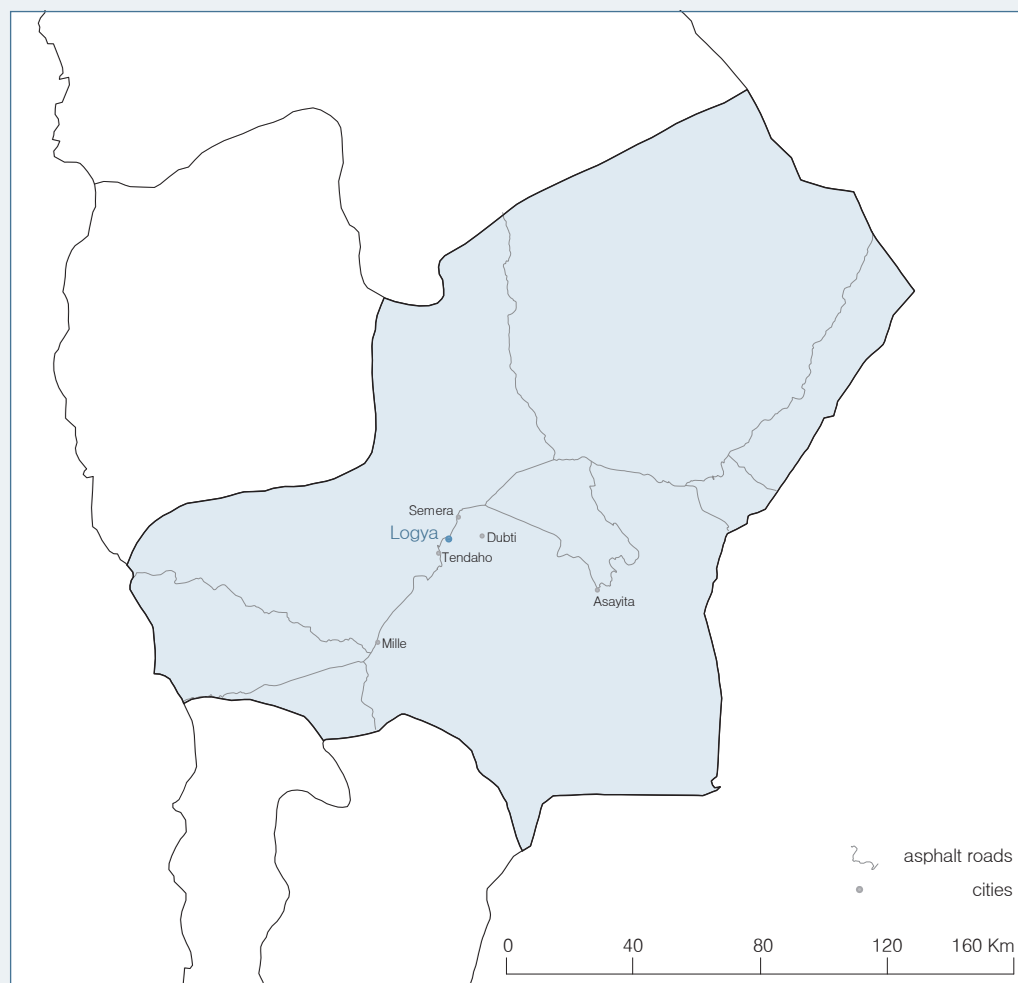 Semera
Logya
Dubti
Tendaho
Asayita
Mille
asphalt roads
cities
0 40 80 120 160 Km